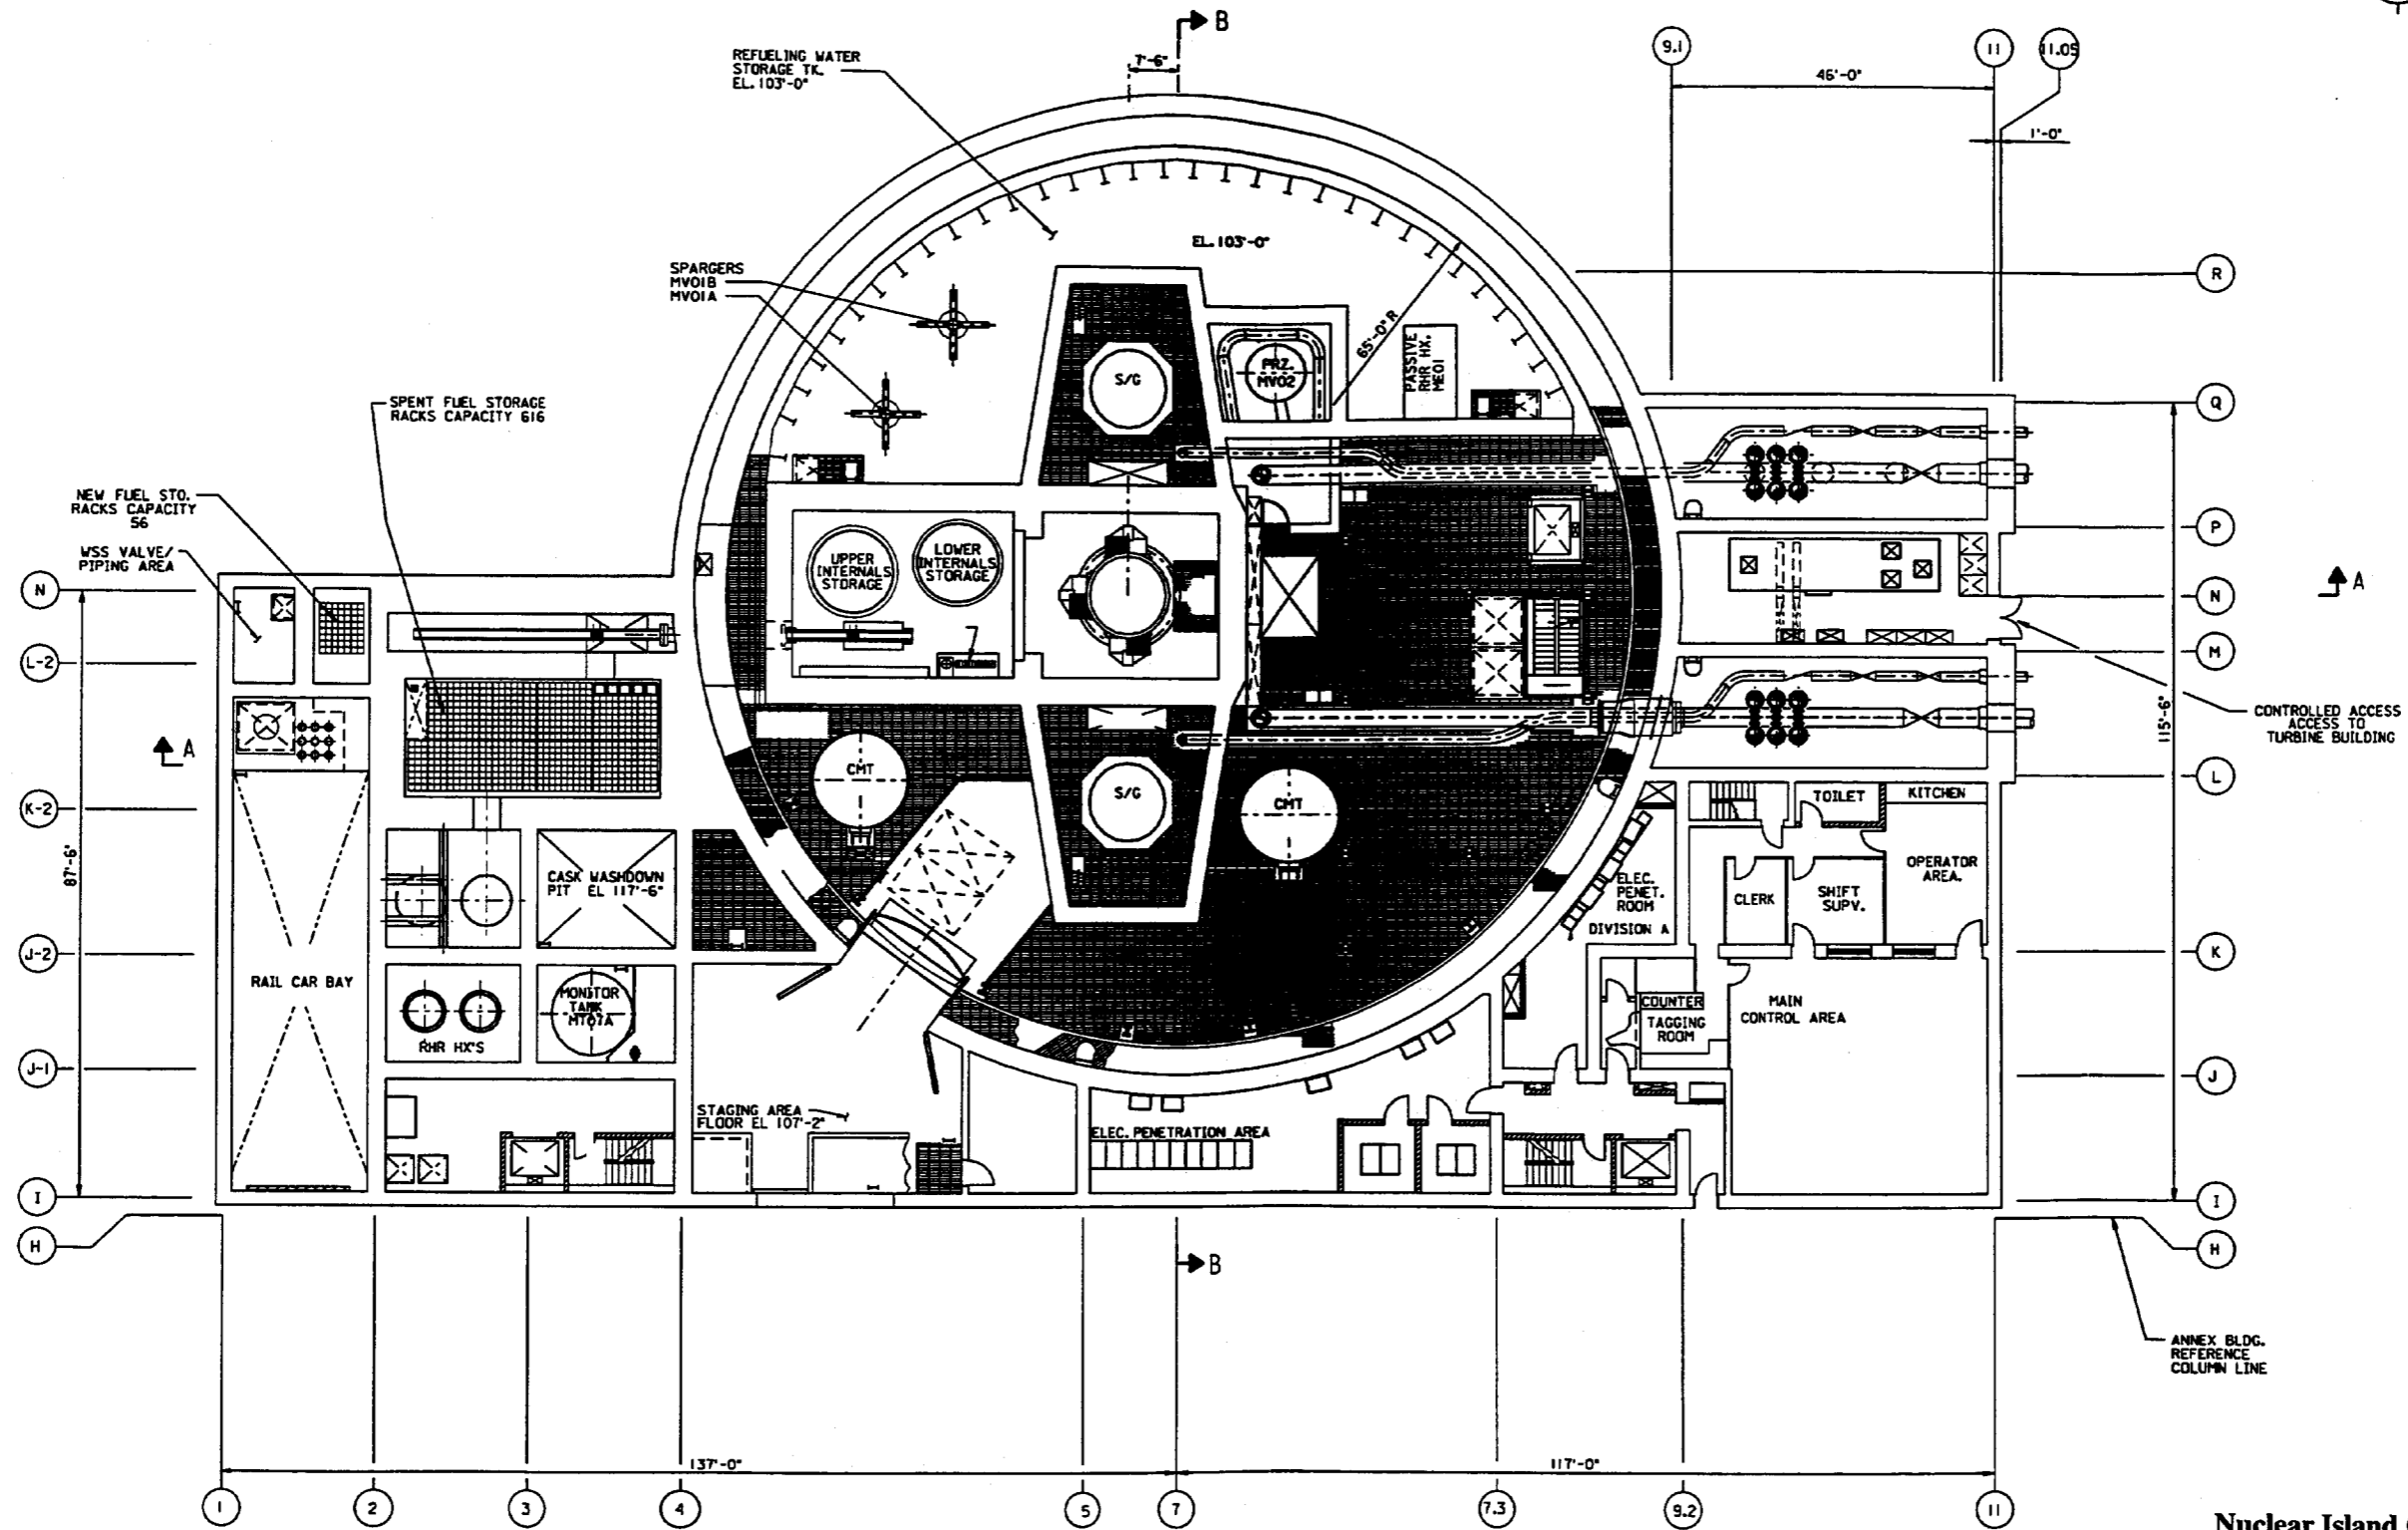 B
REFUELING WATER
STORAGE TK.
EL. 103'-0"
7'-6"
9.1
11
11.05
46'-0"
1'-0"
EL. 103'-0"
SPARGERS
MV01B
MV01A
R
65'-0" R
S/G
PRZ.
MV02
PASSIVE
RHR HX.
ME01
SPENT FUEL STORAGE
RACKS CAPACITY 616
Q
NEW FUEL STO.
RACKS CAPACITY
56
P
WSS VALVE/
PIPING AREA
UPPER
INTERNALS
STORAGE
LOWER
INTERNALS
STORAGE
N
N
A
L-2
M
CONTROLLED ACCESS
ACCESS TO
TURBINE BUILDING
115'-6"
A
CMT
L
K-2
S/G
CMT
TOILET
KITCHEN
87'-6"
CASK WASHDOWN
PIT EL 117'-6"
ELEC.
PENET.
ROOM
DIVISION A
CLERK
SHIFT
SUPV.
OPERATOR
AREA.
J-2
K
RAIL CAR BAY
MONITOR
TANK
MT07A
RHR HX'S
COUNTER
TAGGING
ROOM
MAIN
CONTROL AREA
J-1
J
STAGING AREA
FLOOR EL 107'-2"
ELEC. PENETRATION AREA
I
I
H
H
B
ANNEX BLDG.
REFERENCE
COLUMN LINE
137'-0"
117'-0"
1
2
3
4
5
7
7.3
9.2
11
Nuclear Island